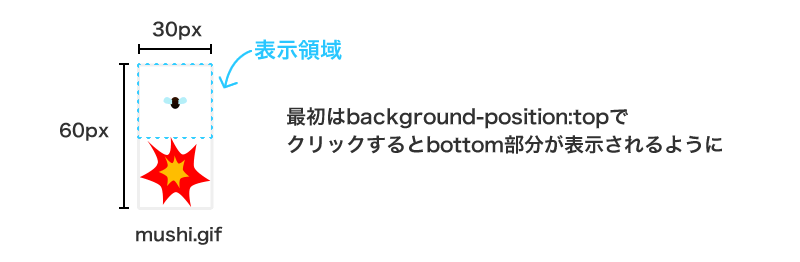 30px
表示領域
60px
最初はbackground-position:topで
クリックするとbottom部分が表示されるように
mushi.gif